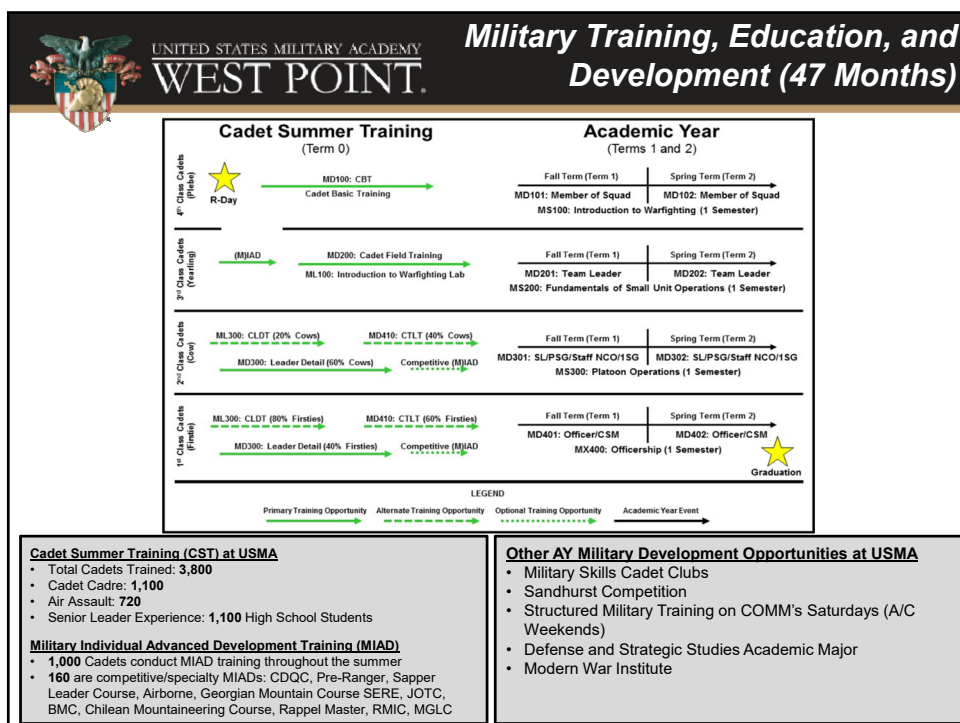 UNITED STATES MILITARY ACADEMY
WEST POINT.
Military Training, Education, and
Development (47 Months)
Cadet Summer Training
(Term 0)
Academic Year
(Terms 1 and 2)
4th Class Cadets
(Plebe)
R-Day
MD100: CBT
Cadet Basic Training
Fall Term (Term 1)
Spring Term (Term 2)
MD101: Member of Squad
MD102: Member of Squad
MS100: Introduction to Warfighting (1 Semester)
3rd Class Cadets
(Yearling)
(M)IAD
MD200: Cadet Field Training
ML100: Introduction to Warfighting Lab
Fall Term (Term 1)
Spring Term (Term 2)
MD201: Team Leader
MD202: Team Leader
MS200: Fundamentals of Small Unit Operations (1 Semester)
2nd Class Cadets
(Cow)
ML300: CLDT (20% Cows)
MD410: CTLT (40% Cows)
MD300: Leader Detail (60% Cows)
Competitive (M)IAD
Fall Term (Term 1)
Spring Term (Term 2)
MD301: SL/PSG/Staff NCO/1SG
MD302: SL/PSG/Staff NCO/1SG
MS300: Platoon Operations (1 Semester)
1st Class Cadets
(Firstie)
ML300: CLDT (80% Firsties)
MD410: CTLT (60% Firsties)
MD300: Leader Detail (40% Firsties)
Competitive (M)IAD
Fall Term (Term 1)
Spring Term (Term 2)
MD401: Officer/CSM
MD402: Officer/CSM
MX400: Officership (1 Semester)
Graduation
LEGEND
Primary Training Opportunity
Alternate Training Opportunity
Optional Training Opportunity
Academic Year Event
Cadet Summer Training (CST) at USMA
• Total Cadets Trained: 3,800
• Cadet Cadre: 1,100
• Air Assault: 720
• Senior Leader Experience: 1,100 High School Students
Military Individual Advanced Development Training (MIAD)
• 1,000 Cadets conduct MIAD training throughout the summer
• 160 are competitive/specialty MIADs: CDQC, Pre-Ranger, Sapper
Leader Course, Airborne, Georgian Mountain Course SERE, JOTC,
BMC, Chilean Mountaineering Course, Rappel Master, RMIC, MGLC
Other AY Military Development Opportunities at USMA
• Military Skills Cadet Clubs
• Sandhurst Competition
• Structured Military Training on COMM's Saturdays (A/C
Weekends)
• Defense and Strategic Studies Academic Major
• Modern War Institute